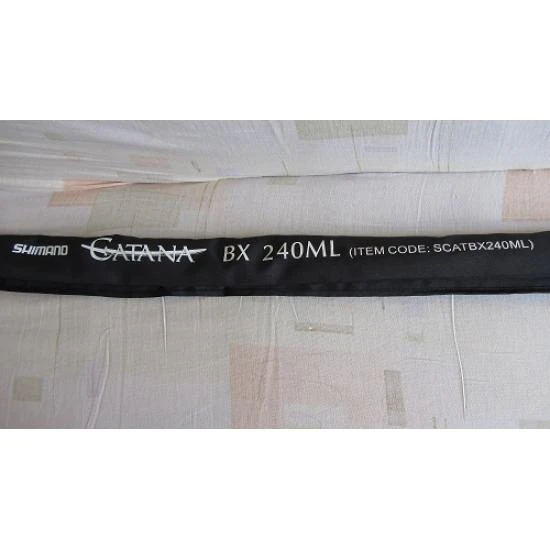 SHIMANO CATANA BX 240ML (ITEM CODE: SCATBX240ML)